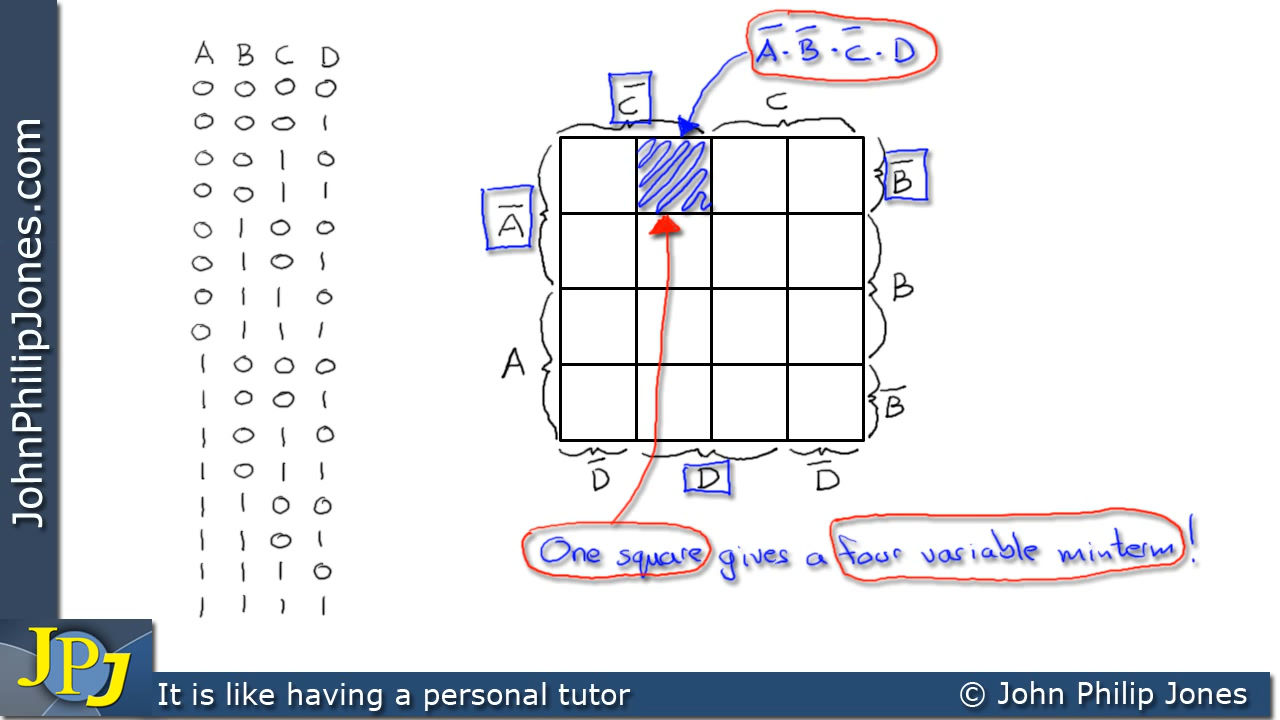 JohnPhilipJones.com
A B C D
0 0 0 0
0 0 0 1
0 0 1 0
0 0 1 1
0 1 0 0
0 1 0 1
0 1 1 0
0 1 1 1
1 0 0 0
1 0 0 1
1 0 1 0
1 0 1 1
1 1 0 0
1 1 0 1
1 1 1 0
1 1 1 1
A̅·B̅·C̅·D
C̅ C
A̅
B̅
B
A
B̅
D̅ D D̅
One square gives a four variable minterm!
JPJ
It is like having a personal tutor
© John Philip Jones